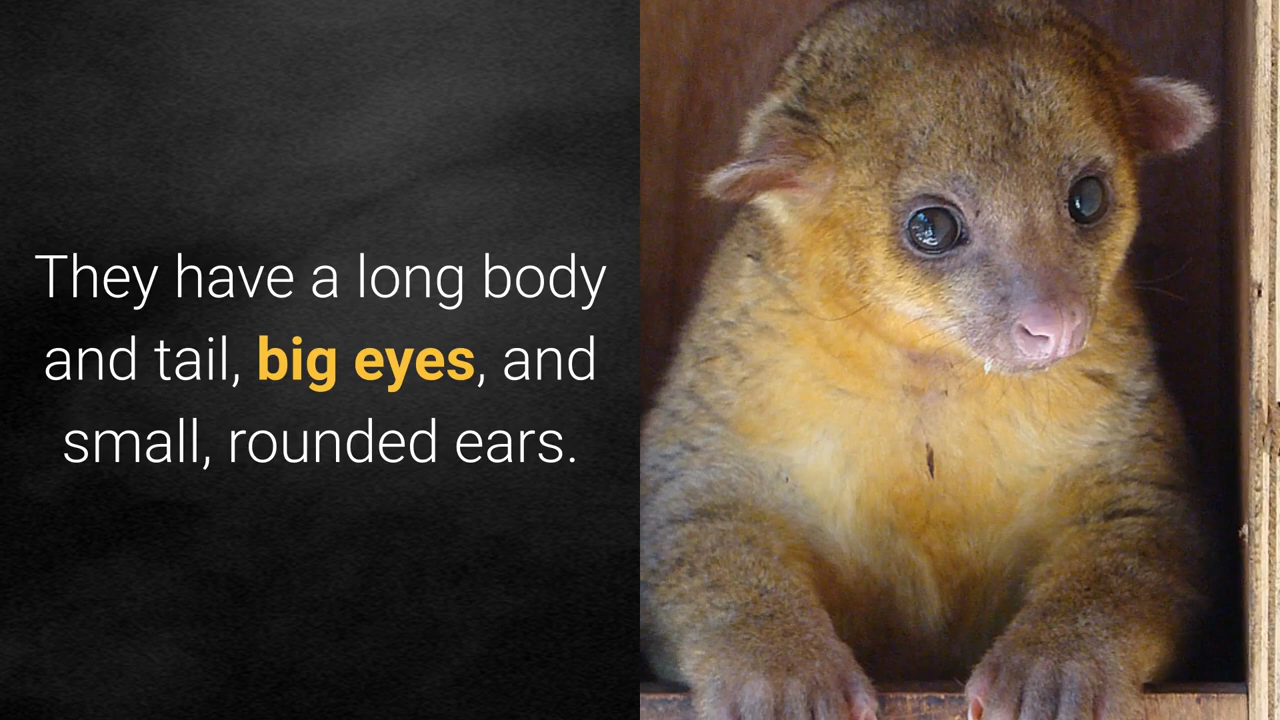 They have a long body
and tail, big eyes, and
small, rounded ears.